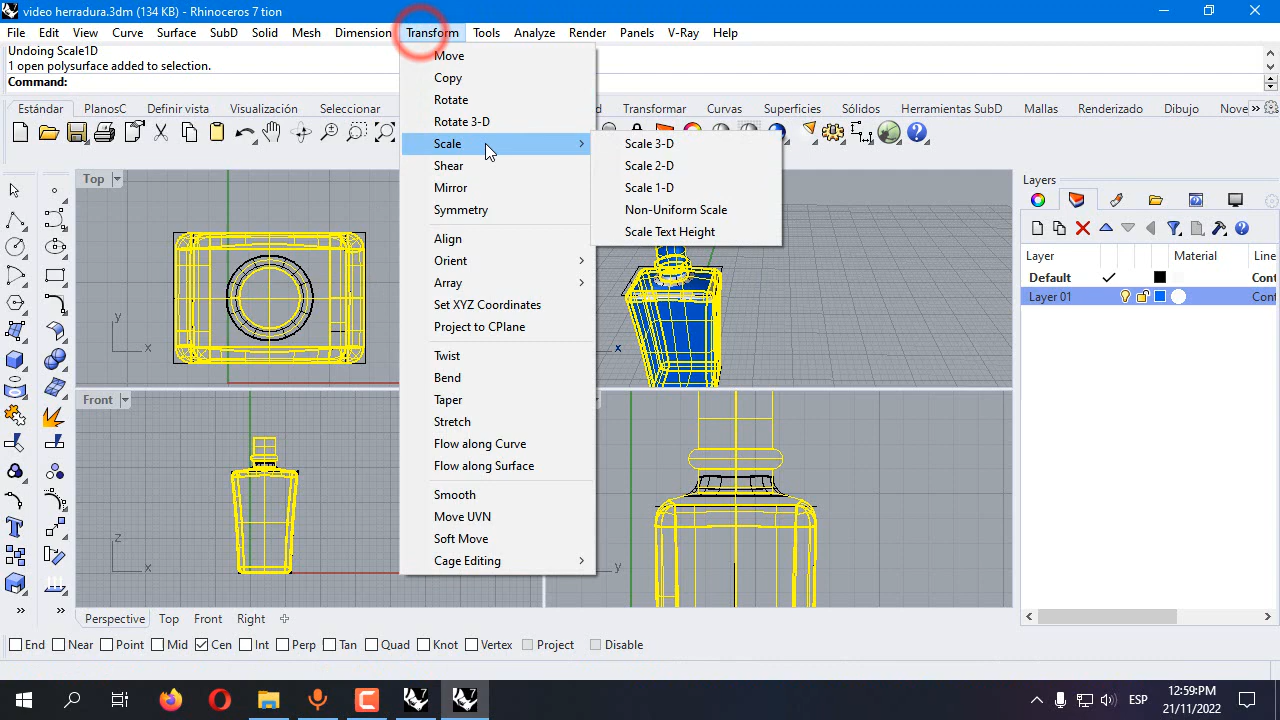 video herradura.3dm (134 KB) - Rhinoceros 7 tion
File Edit View Curve Surface SubD Solid Mesh Dimension Transform Tools Analyze Render Panels V-Ray Help
Undoing Scale1D
1 open polysurface added to selection.
Command:
Estándar PlanosC Definir vista Visualización Seleccionar Transformar Curvas Superficies Sólidos Herramientas SubD Mallas Renderizado Dibujo Nove »
Move
Copy
Rotate
Rotate 3-D
Scale
Shear
Mirror
Symmetry
Align
Orient
Array
Set XYZ Coordinates
Project to CPlane
Twist
Bend
Taper
Stretch
Flow along Curve
Flow along Surface
Smooth
Move UVN
Soft Move
Cage Editing
Scale 3-D
Scale 2-D
Scale 1-D
Non-Uniform Scale
Scale Text Height
Top
y
x
x
Front
z
x
y
Layers
Layer Material Line
Default Cont
Layer 01 Cont
Perspective Top Front Right
End Near Point Mid Cen Int Perp Tan Quad Knot Vertex Project Disable
ESP
12:59:PM
21/11/2022